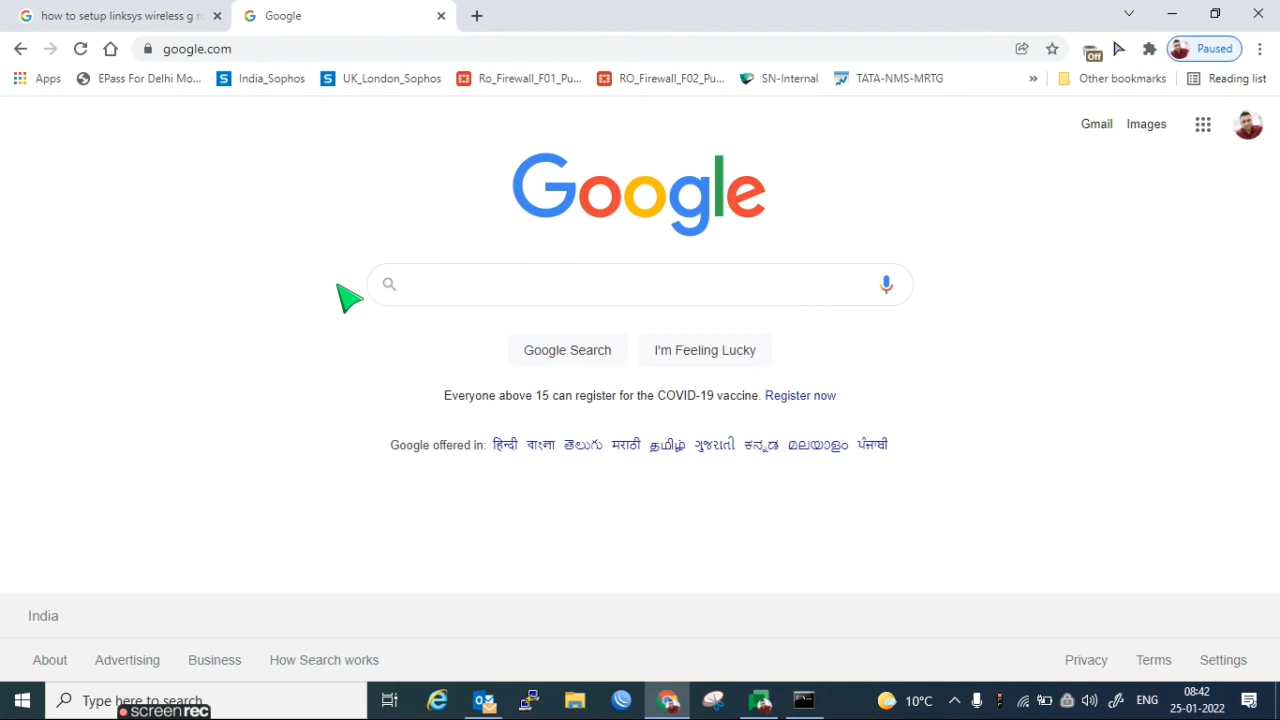 how to setup linksys wireless g ro
Google
google.com
Paused
Off
Apps
EPass For Delhi Mo...
India_Sophos
UK_London_Sophos
Ro_Firewall_F01_Pu...
RO_Firewall_F02_Pu...
SN-Internal
TATA-NMS-MRTG
»
Other bookmarks
Reading list
Gmail Images
Google
Google Search
I'm Feeling Lucky
Everyone above 15 can register for the COVID-19 vaccine. Register now
Google offered in: हिन्दी বাংলা తెలుగు मराठी தமிழ் ગુજરાતી ಕನ್ನಡ മലയാളം ਪੰਜਾਬੀ
India
About Advertising Business How Search works
Privacy Terms Settings
Type here to search
screenrec
10°C
ENG
08:42
25-01-2022